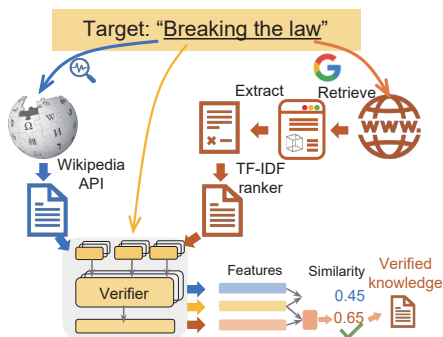 Target: “Breaking the law”
Extract
Retrieve
www.
Wikipedia
API
TF-IDF
ranker
Features
Similarity
Verified
knowledge
Verifier
0.45
0.65